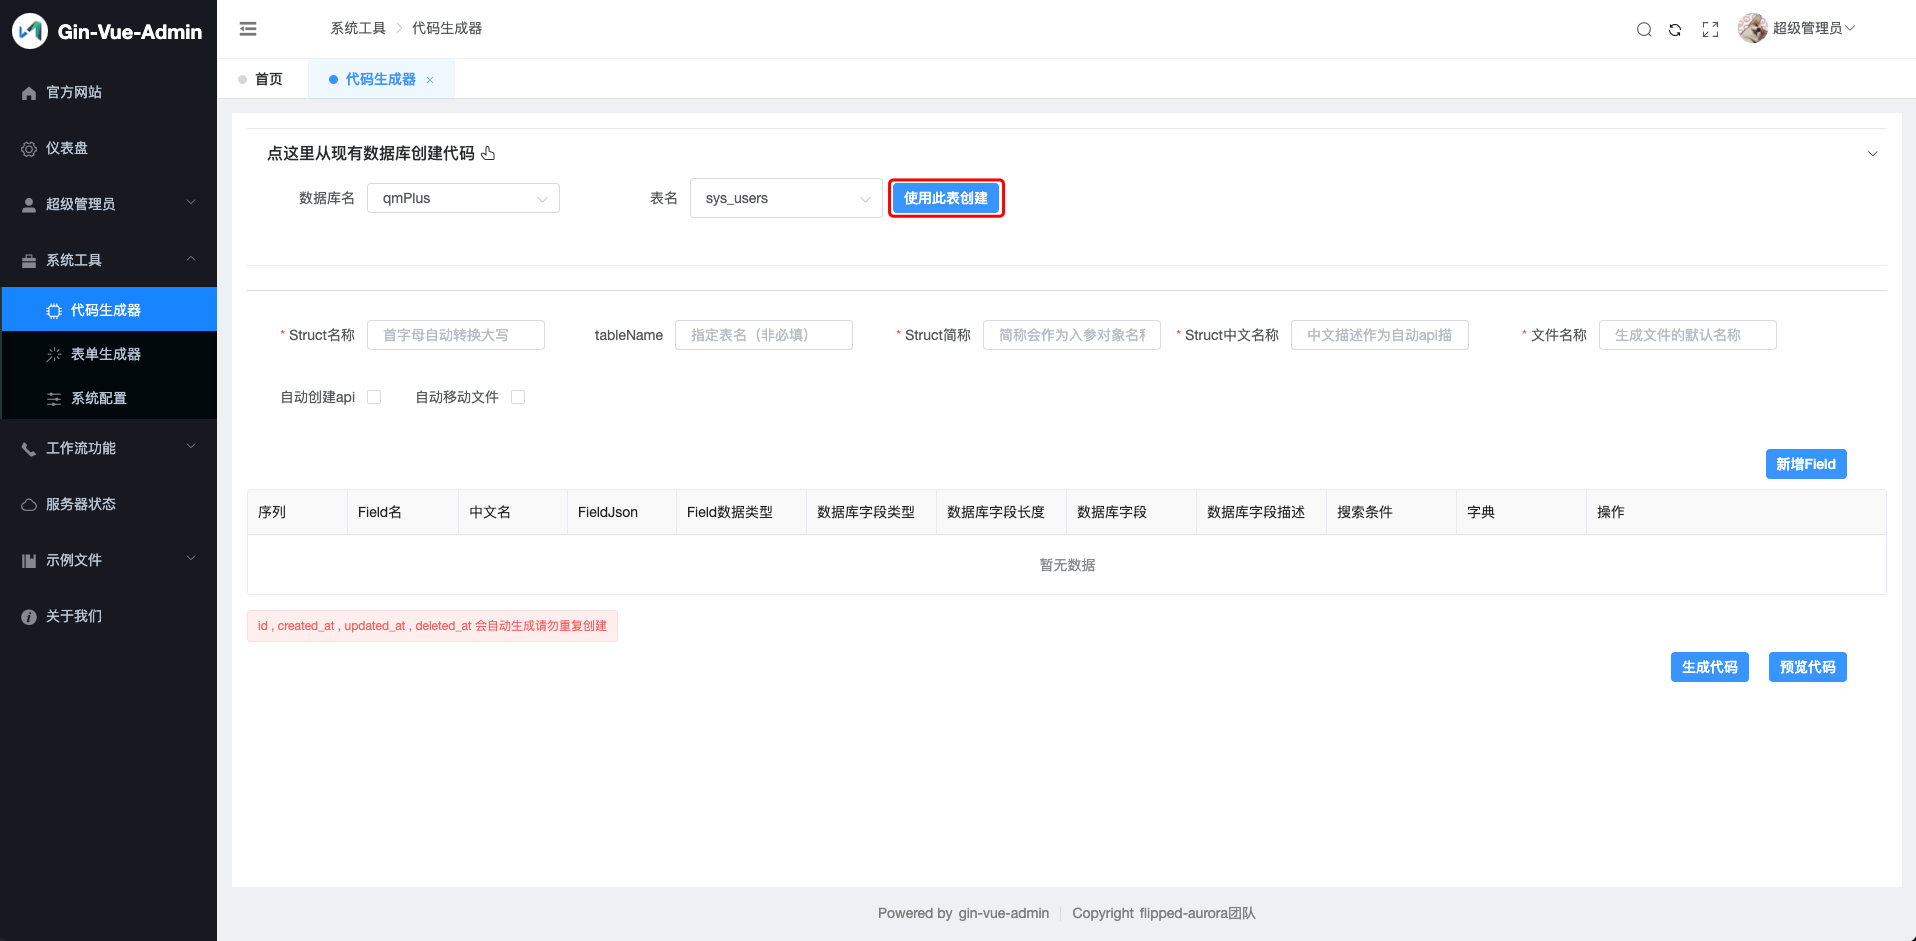 Gin-Vue-Admin
官方网站
仪表盘
超级管理员
系统工具
代码生成器
表单生成器
系统配置
工作流功能
服务器状态
示例文件
关于我们
系统工具 代码生成器
超级管理员
首页 代码生成器
点这里从现有数据库创建代码
数据库名 qmPlus 表名 sys_users 使用此表创建
* Struct名称 首字母自动转换大写 tableName 指定表名（非必填） * Struct简称 简称会作为入参对象名 * Struct中文名称 中文描述作为自动api描 * 文件名称 生成文件的默认名称
自动创建api 自动移动文件
新增Field
序列 Field名 中文名 FieldJson Field数据类型 数据库字段类型 数据库字段长度 数据库字段 数据库字段描述 搜索条件 字典 操作
暂无数据
id , created_at , updated_at , deleted_at 会自动生成请勿重复创建
生成代码 预览代码
Powered by gin-vue-admin Copyright flipped-aurora团队